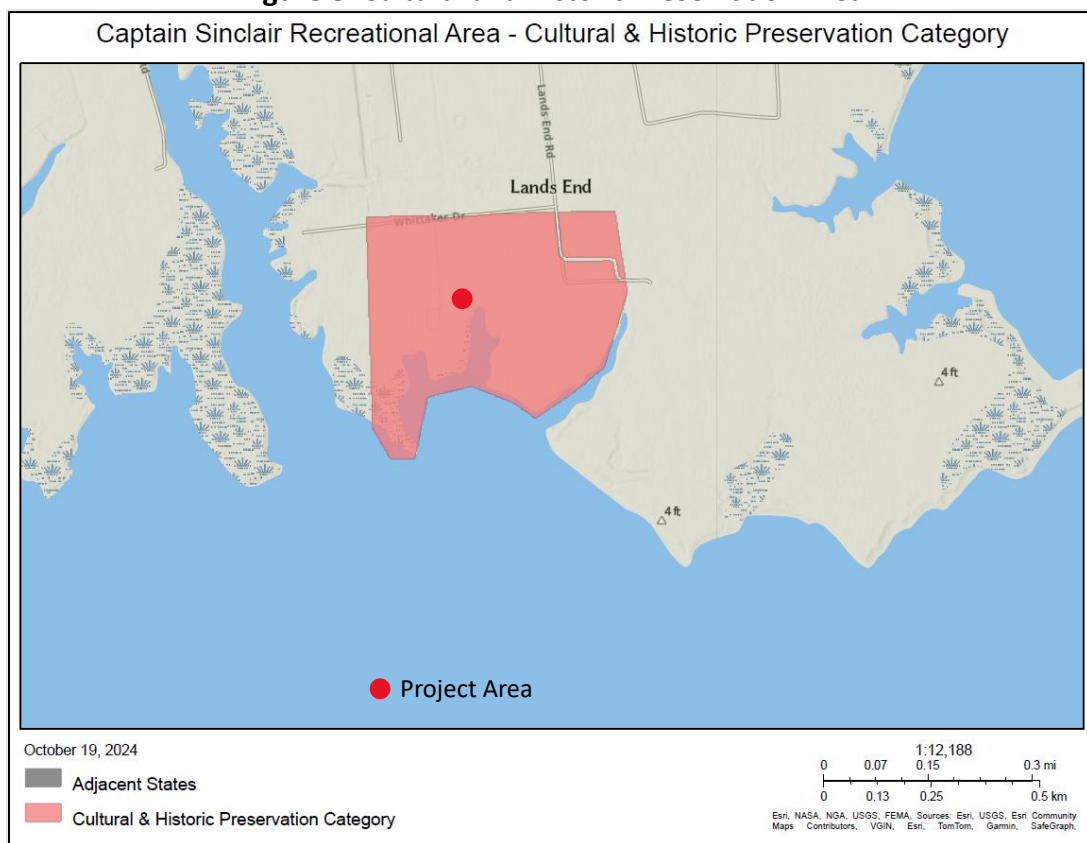 Captain Sinclair Recreational Area - Cultural & Historic Preservation Category
Rd
Lands End Rd
Lands End
Whittaker Dr
4 ft
4 ft
Project Area
October 19, 2024
Adjacent States
Cultural & Historic Preservation Category
1:12,188
0 0.07 0.15 0.3 mi
0 0.13 0.25 0.5 km
Esri, NASA, NGA, USGS, FEMA, Sources: Esri, USGS, Esri Community
Maps Contributors, VGIN, Esri, TomTom, Garmin, SafeGraph,